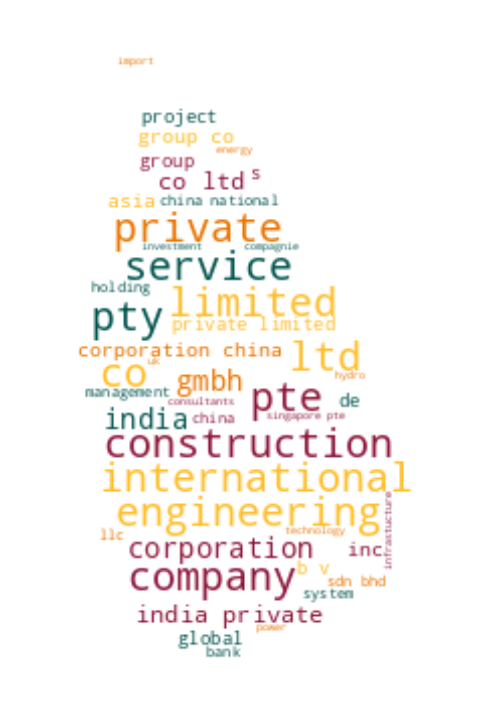 import
project
group co
energy
group
co ltd s
asia china national
private
investment compagnie
service
holding
limited
pty
private limited
corporation china
ltd
uk
co
hydro
gmbh
management
pte
consultants
de
india
china
singapore pte
construction
international
infrastucture
engineering
technology
llc
corporation
inc
company
b v
sdn bhd
system
india private
power
global
bank